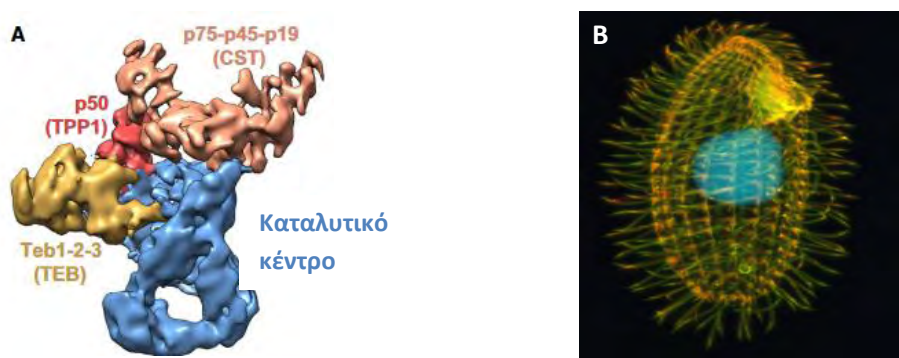 A
p75-p45-p19
(CST)
p50
(TPP1)
Teb1-2-3
(TEB)
Καταλυτικό
κέντρο
B